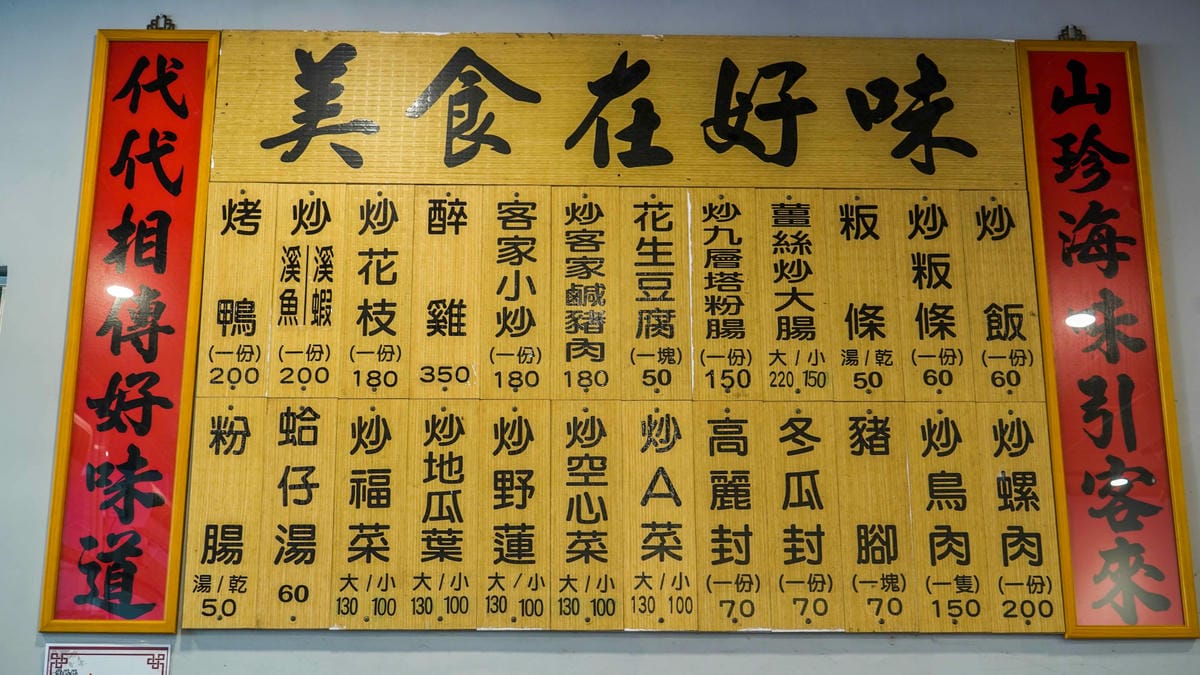 美食在好味
山珍海味引客來
炒飯
(一份)
60
炒粄條
(一份)
60
粄條
湯/乾
50
薑絲炒大腸
大/小
220 150
炒九層塔粉腸
(一份)
150
花生豆腐
(一塊)
50
炒客家鹹豬肉
180
客家小炒
(一份)
180
醉雞
350
炒花枝
(一份)
180
炒溪蝦|溪魚
(一份)
200
烤鴨
(一份)
200
炒螺肉
(一份)
200
炒鳥肉
(一隻)
150
豬腳
(一塊)
70
冬瓜封
(一份)
70
高麗封
(一份)
70
炒A菜
大/小
130 100
炒空心菜
大/小
130 100
炒野蓮
大/小
130 100
炒地瓜葉
大/小
130 100
炒福菜
大/小
130 100
蛤仔湯
60
粉腸
湯/乾
50
代代相傳好味道